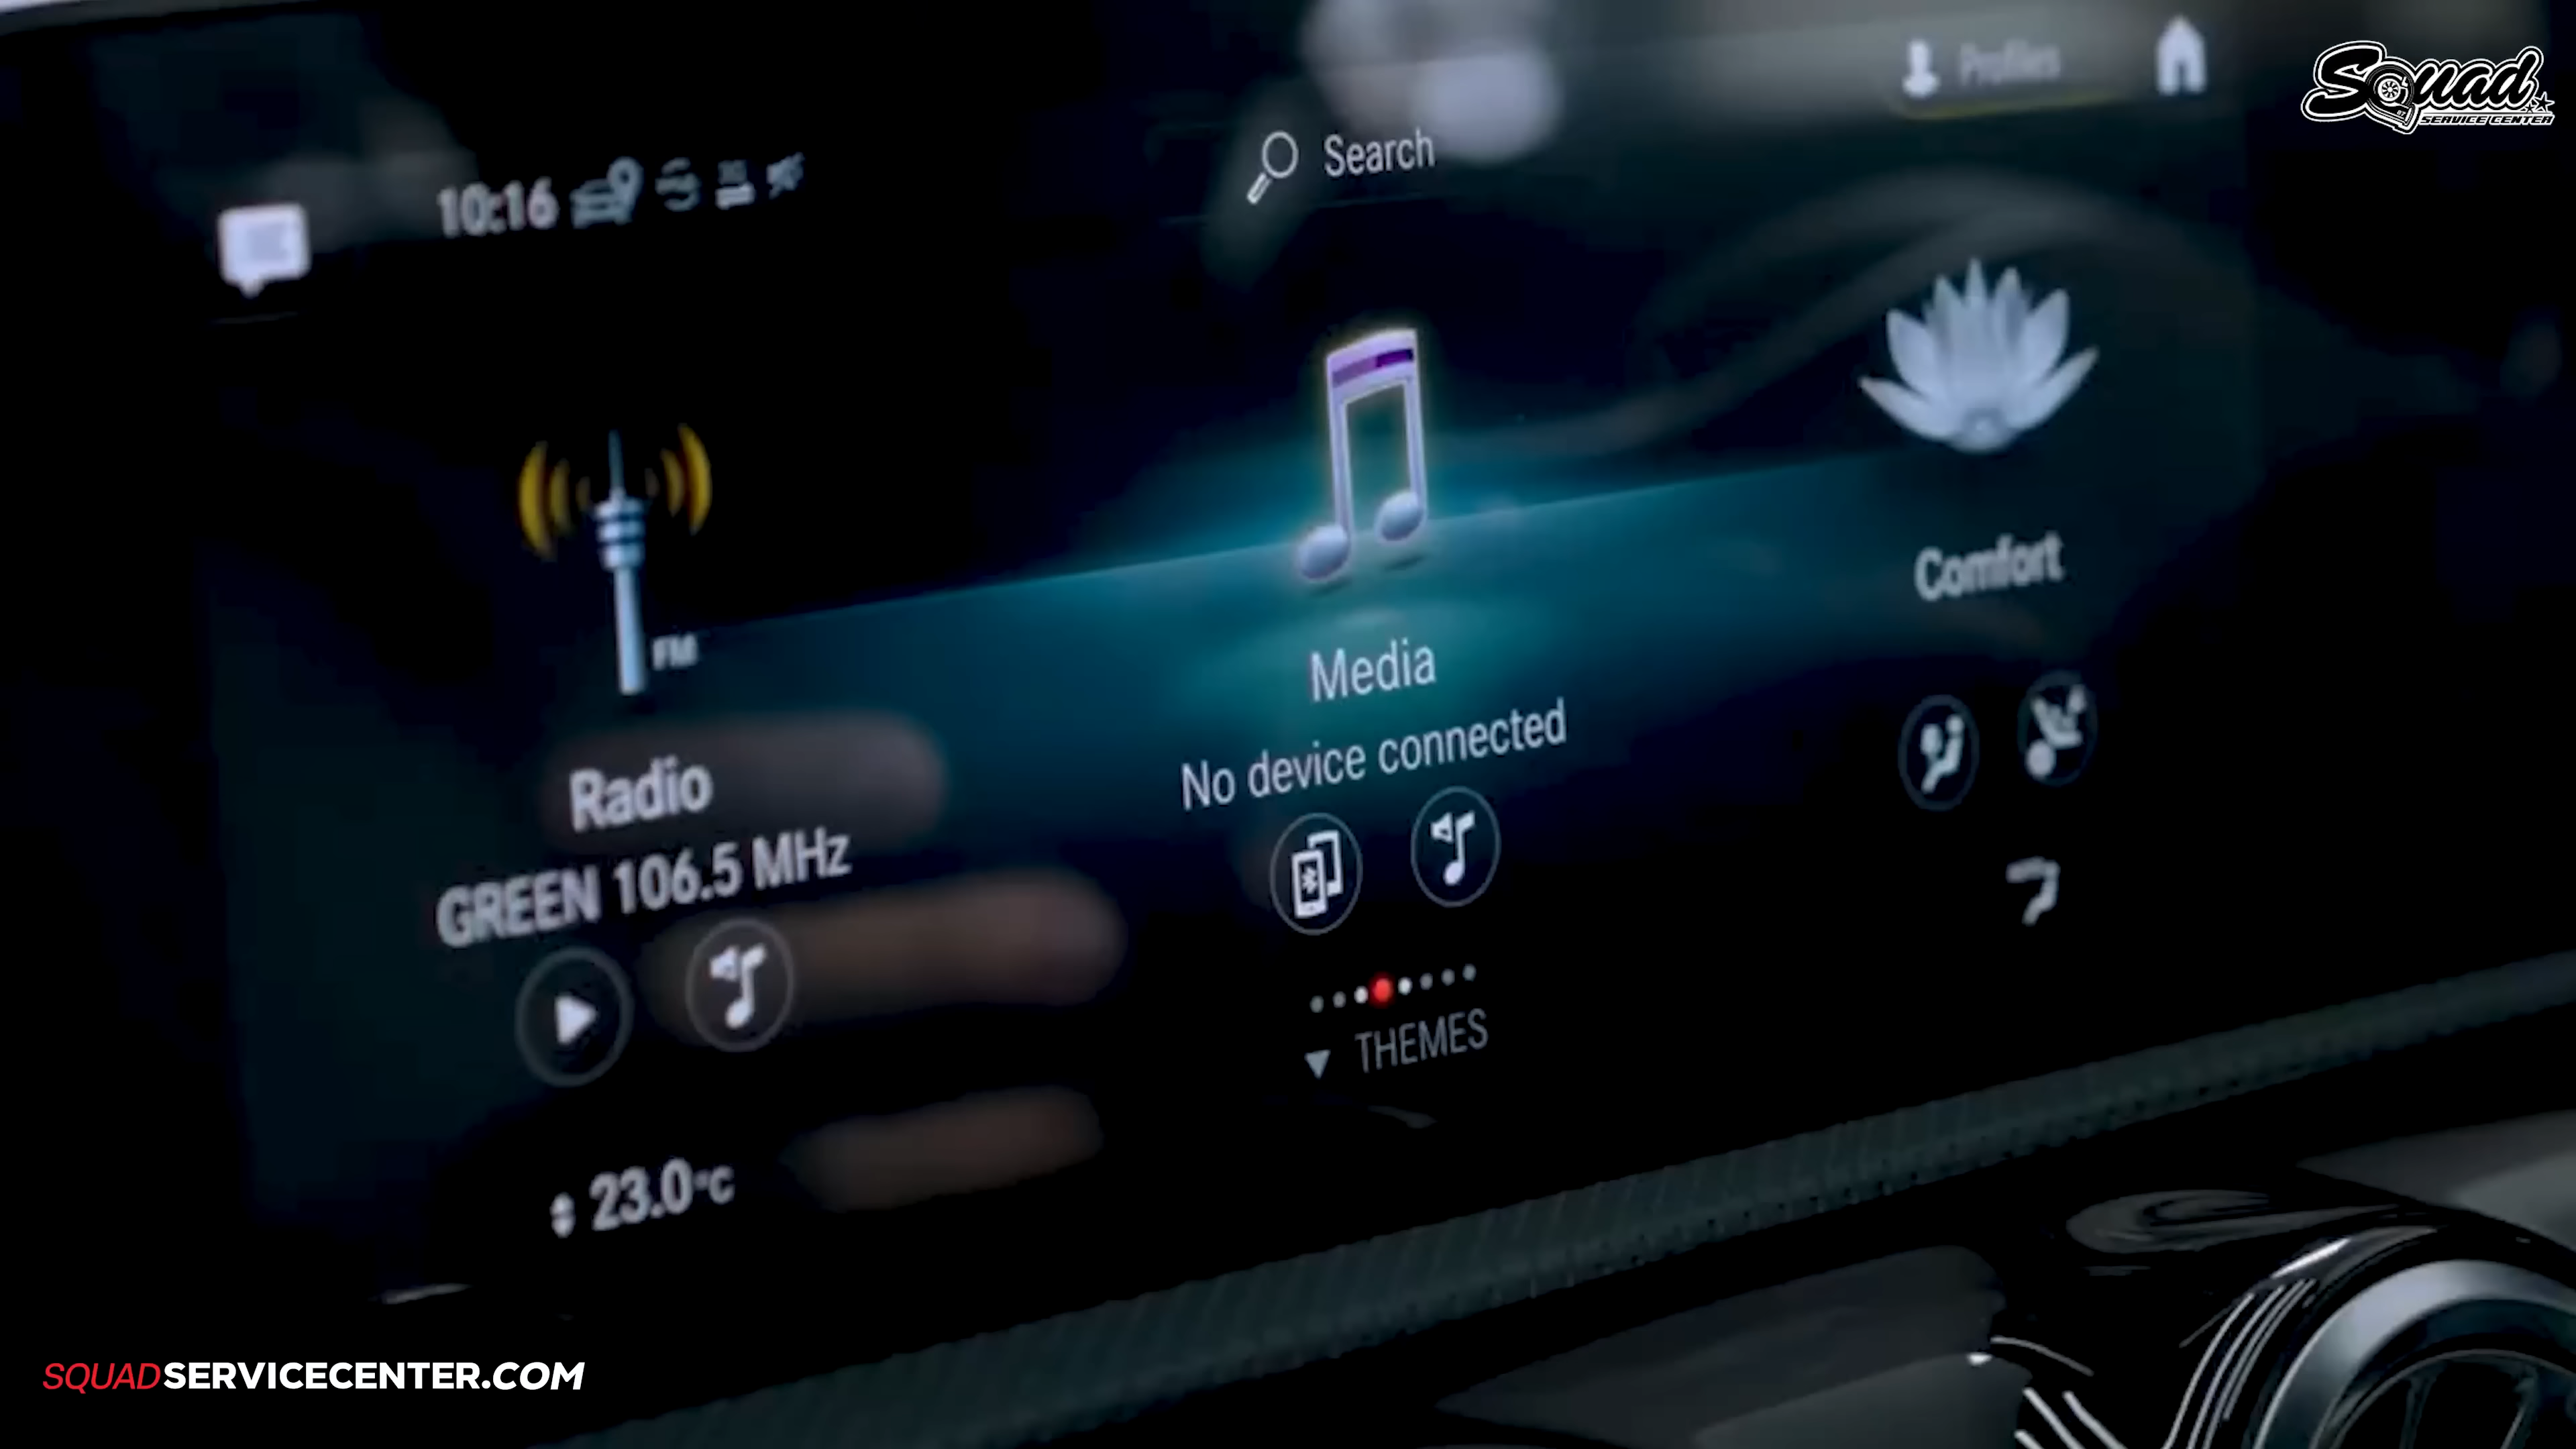 Profiles
Squad
SERVICE CENTER
10:16
Search
FM
Radio
GREEN 106.5 MHz
Media
No device connected
Comfort
THEMES
23.0°C
SQUADSERVICECENTER.COM